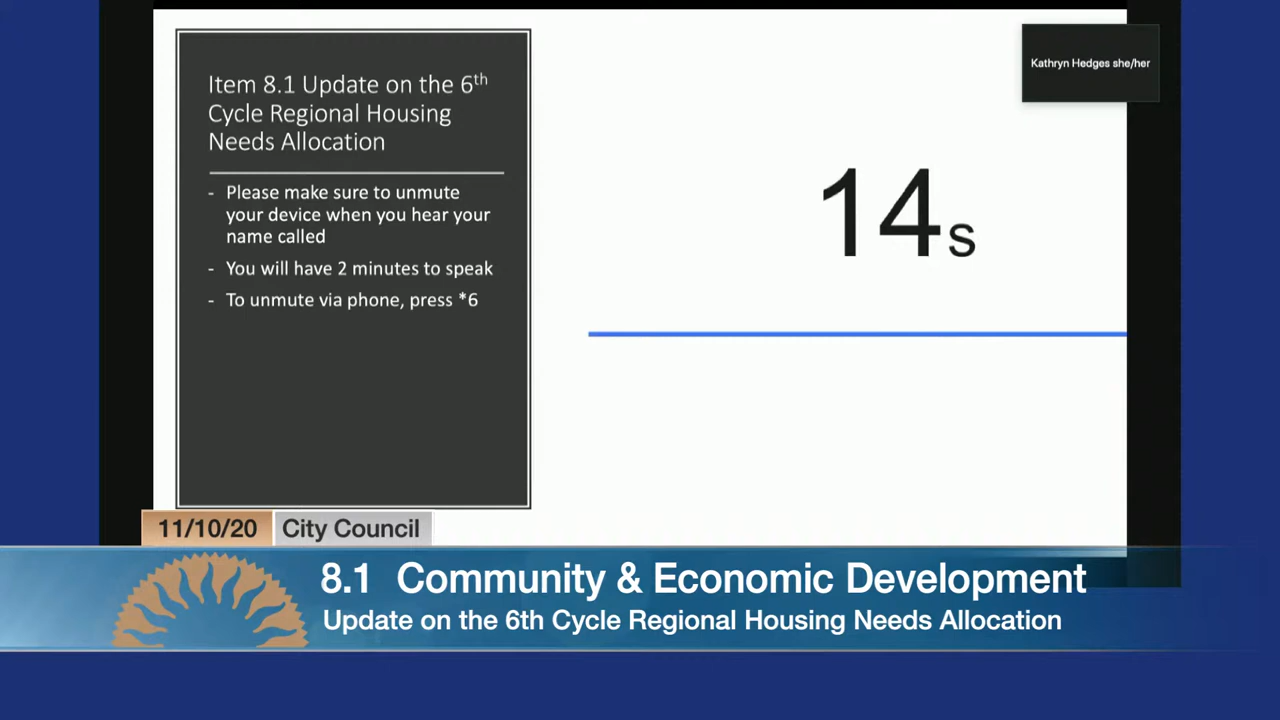 Item 8.1 Update on the 6th
Cycle Regional Housing
Needs Allocation
- Please make sure to unmute
your device when you hear your
name called
- You will have 2 minutes to speak
- To unmute via phone, press *6
Kathryn Hedges she/her
14s
11/10/20 City Council
8.1 Community & Economic Development
Update on the 6th Cycle Regional Housing Needs Allocation